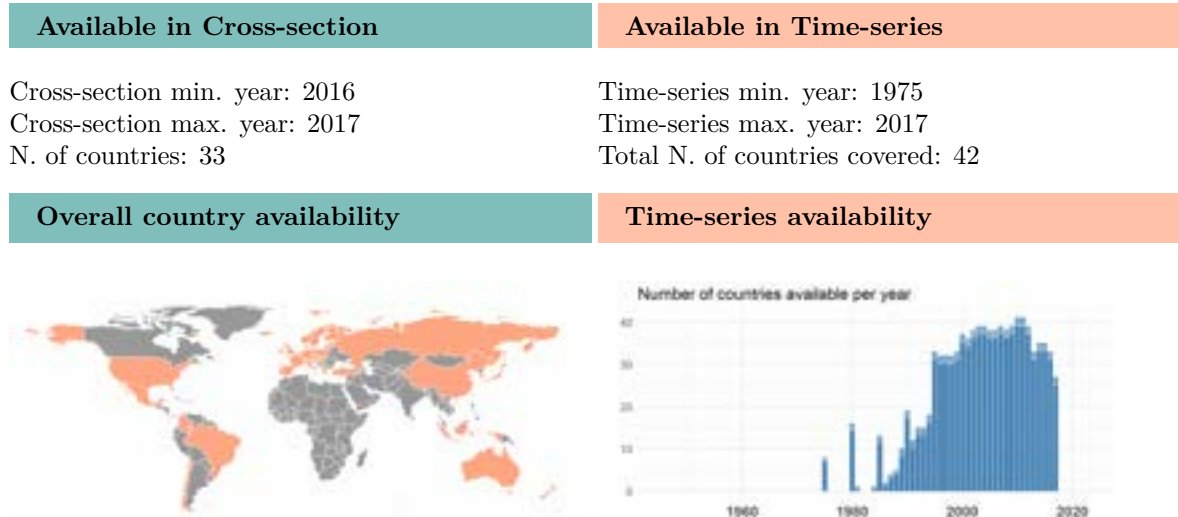 Available in Cross-section
Available in Time-series
Cross-section min. year: 2016
Cross-section max. year: 2017
N. of countries: 33
Time-series min. year: 1975
Time-series max. year: 2017
Total N. of countries covered: 42
Overall country availability
Time-series availability
Number of countries available per year
40
30
20
10
0
1960 1980 2000 2020